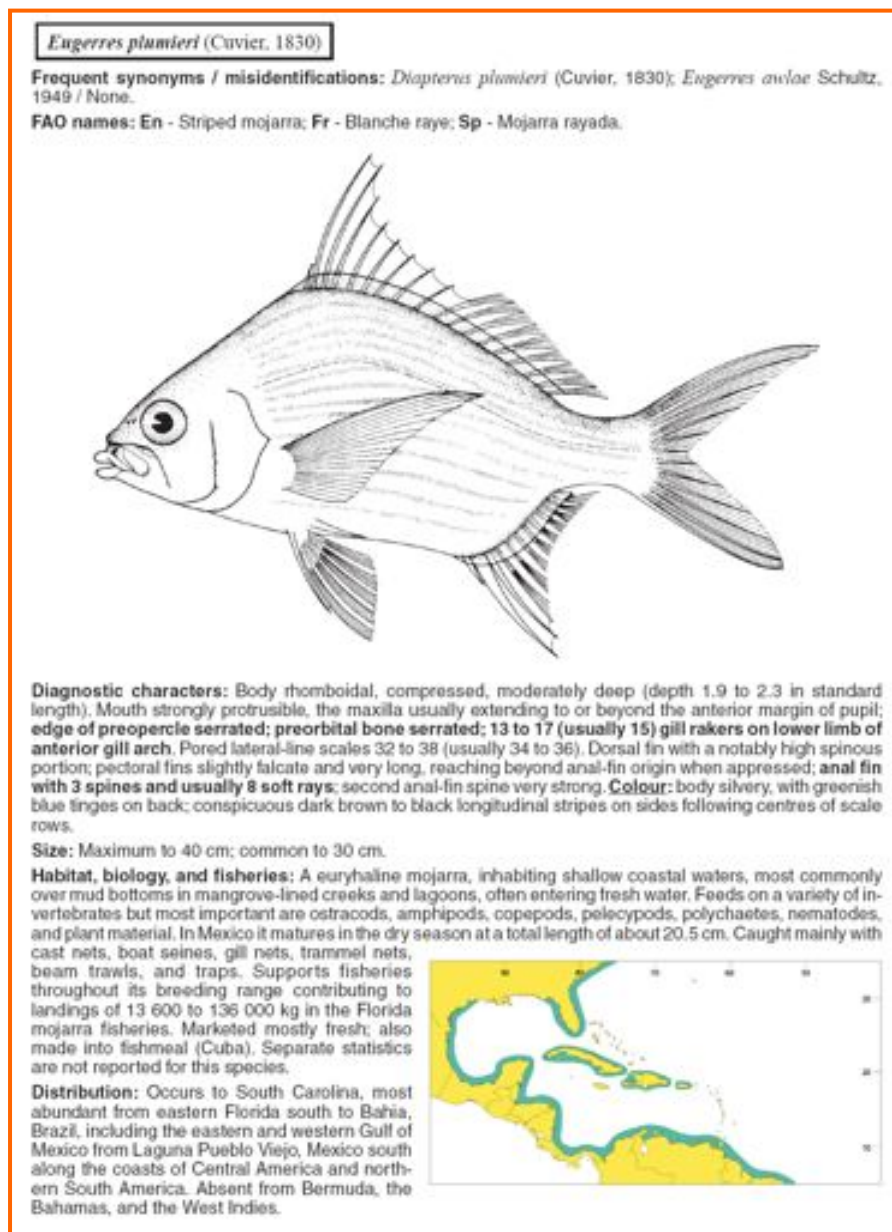 Eugerres plumieri (Cuvier, 1830)
Frequent synonyms / misidentifications: Diapterus plumieri (Cuvier, 1830); Eugerres awlae Schultz,
1949 / None.
FAO names: En - Striped mojarra; Fr - Blanche raye; Sp - Mojarra rayada.
Diagnostic characters: Body rhomboidal, compressed, moderately deep (depth 1.9 to 2.3 in standard
length). Mouth strongly protrusible, the maxilla usually extending to or beyond the anterior margin of pupil;
edge of preopercle serrated; preorbital bone serrated; 13 to 17 (usually 15) gill rakers on lower limb of
anterior gill arch. Pored lateral-line scales 32 to 38 (usually 34 to 36). Dorsal fin with a notably high spinous
portion; pectoral fins slightly falcate and very long, reaching beyond anal-fin origin when appressed; anal fin
with 3 spines and usually 8 soft rays; second anal-fin spine very strong. Colour: body silvery, with greenish
blue tinges on back; conspicuous dark brown to black longitudinal stripes on sides following centres of scale
rows.
Size: Maximum to 40 cm; common to 30 cm.
Habitat, biology, and fisheries: A euryhaline mojarra, inhabiting shallow coastal waters, most commonly
over mud bottoms in mangrove-lined creeks and lagoons, often entering fresh water. Feeds on a variety of in-
vertebrates but most important are ostracods, amphipods, copepods, pelecypods, polychaetes, nematodes,
and plant material. In Mexico it matures in the dry season at a total length of about 20.5 cm. Caught mainly with
cast nets, boat seines, gill nets, trammel nets,
beam trawls, and traps. Supports fisheries
throughout its breeding range contributing to
landings of 13 600 to 136 000 kg in the Florida
mojarra fisheries. Marketed mostly fresh; also
made into fishmeal (Cuba). Separate statistics
are not reported for this species.
Distribution: Occurs to South Carolina, most
abundant from eastern Florida south to Bahia,
Brazil, including the eastern and western Gulf of
Mexico from Laguna Pueblo Viejo, Mexico south
along the coasts of Central America and north-
ern South America. Absent from Bermuda, the
Bahamas, and the West Indies.